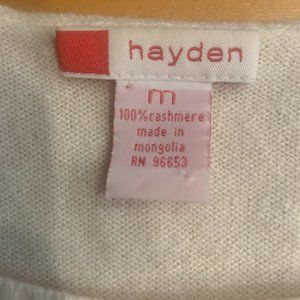 hayden
m
100%cashmere
made in
mongolia
RN 96653